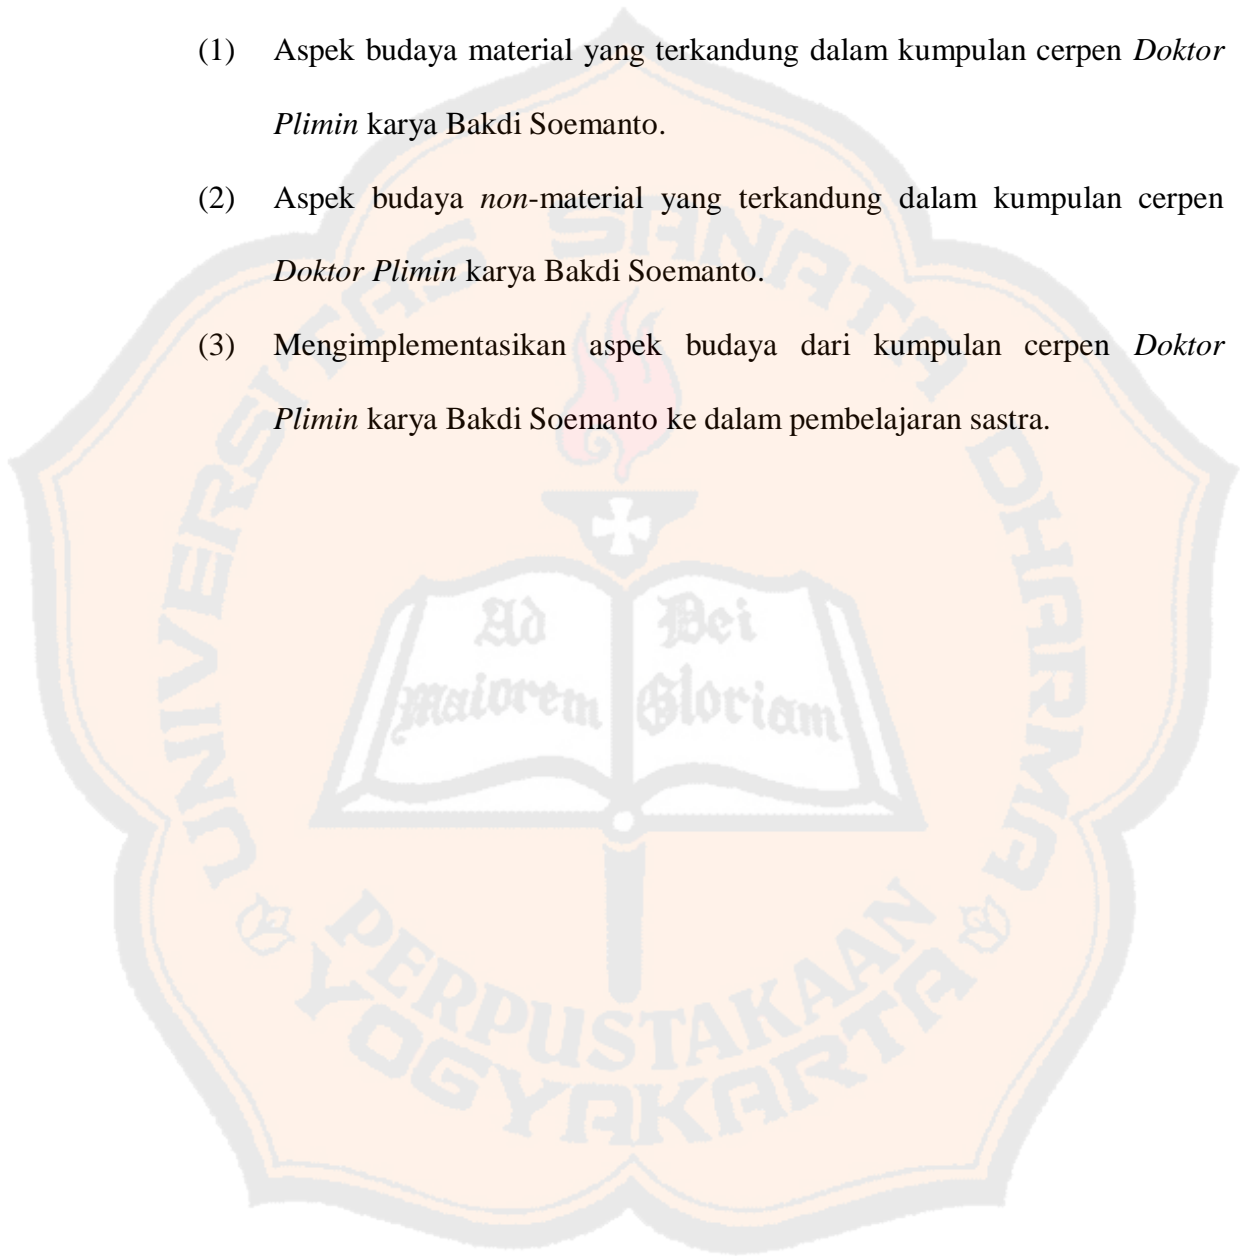 (1) Aspek budaya material yang terkandung dalam kumpulan cerpen Doktor
Plimin karya Bakdi Soemanto.
(2) Aspek budaya non-material yang terkandung dalam kumpulan cerpen
Doktor Plimin karya Bakdi Soemanto.
(3) Mengimplementasikan aspek budaya dari kumpulan cerpen Doktor
Plimin karya Bakdi Soemanto ke dalam pembelajaran sastra.
UNIVERSITAS SANATA DHARMA
Ad Dei
maiorem Gloriam
PERPUSTAKAAN
YOGYAKARTA